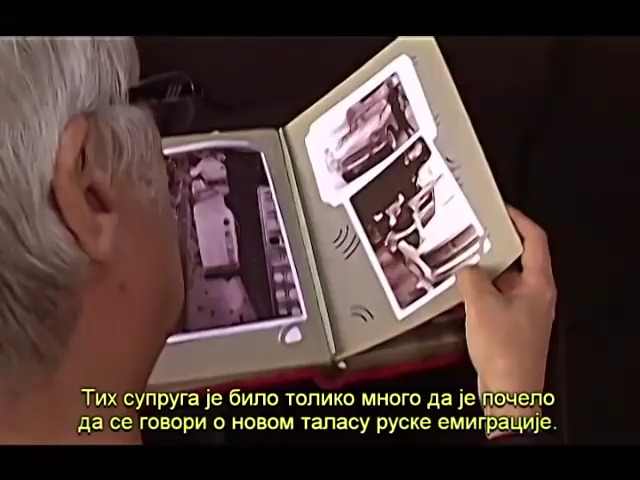 Тих супруга је било толико много да је почело
да се говори о новом таласу руске емиграције.